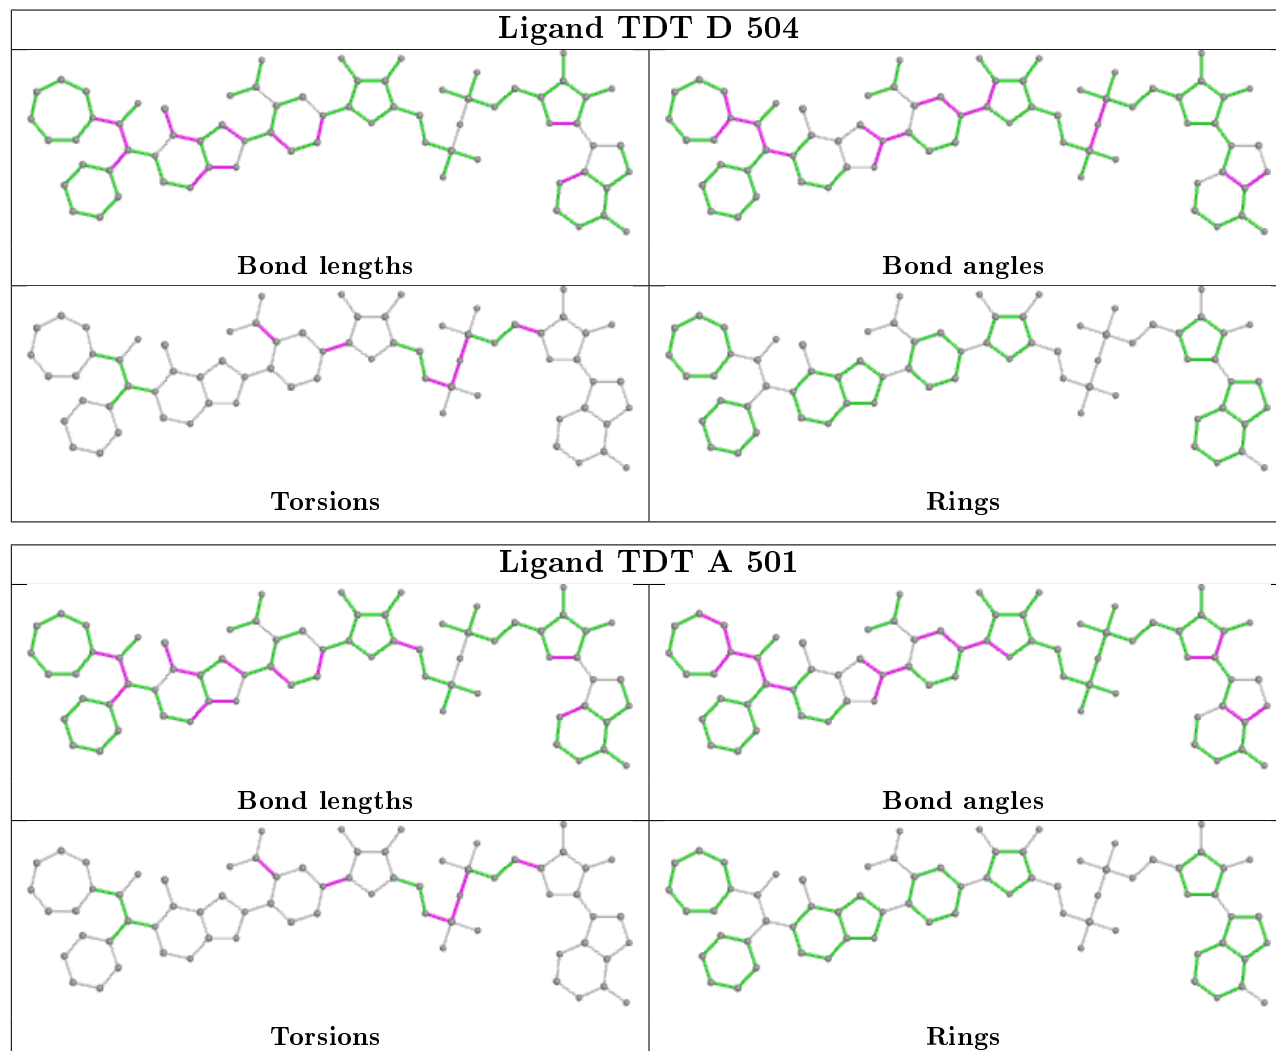 Ligand TDT D 504
Bond lengths
Bond angles
Torsions
Rings
Ligand TDT A 501
Bond lengths
Bond angles
Torsions
Rings